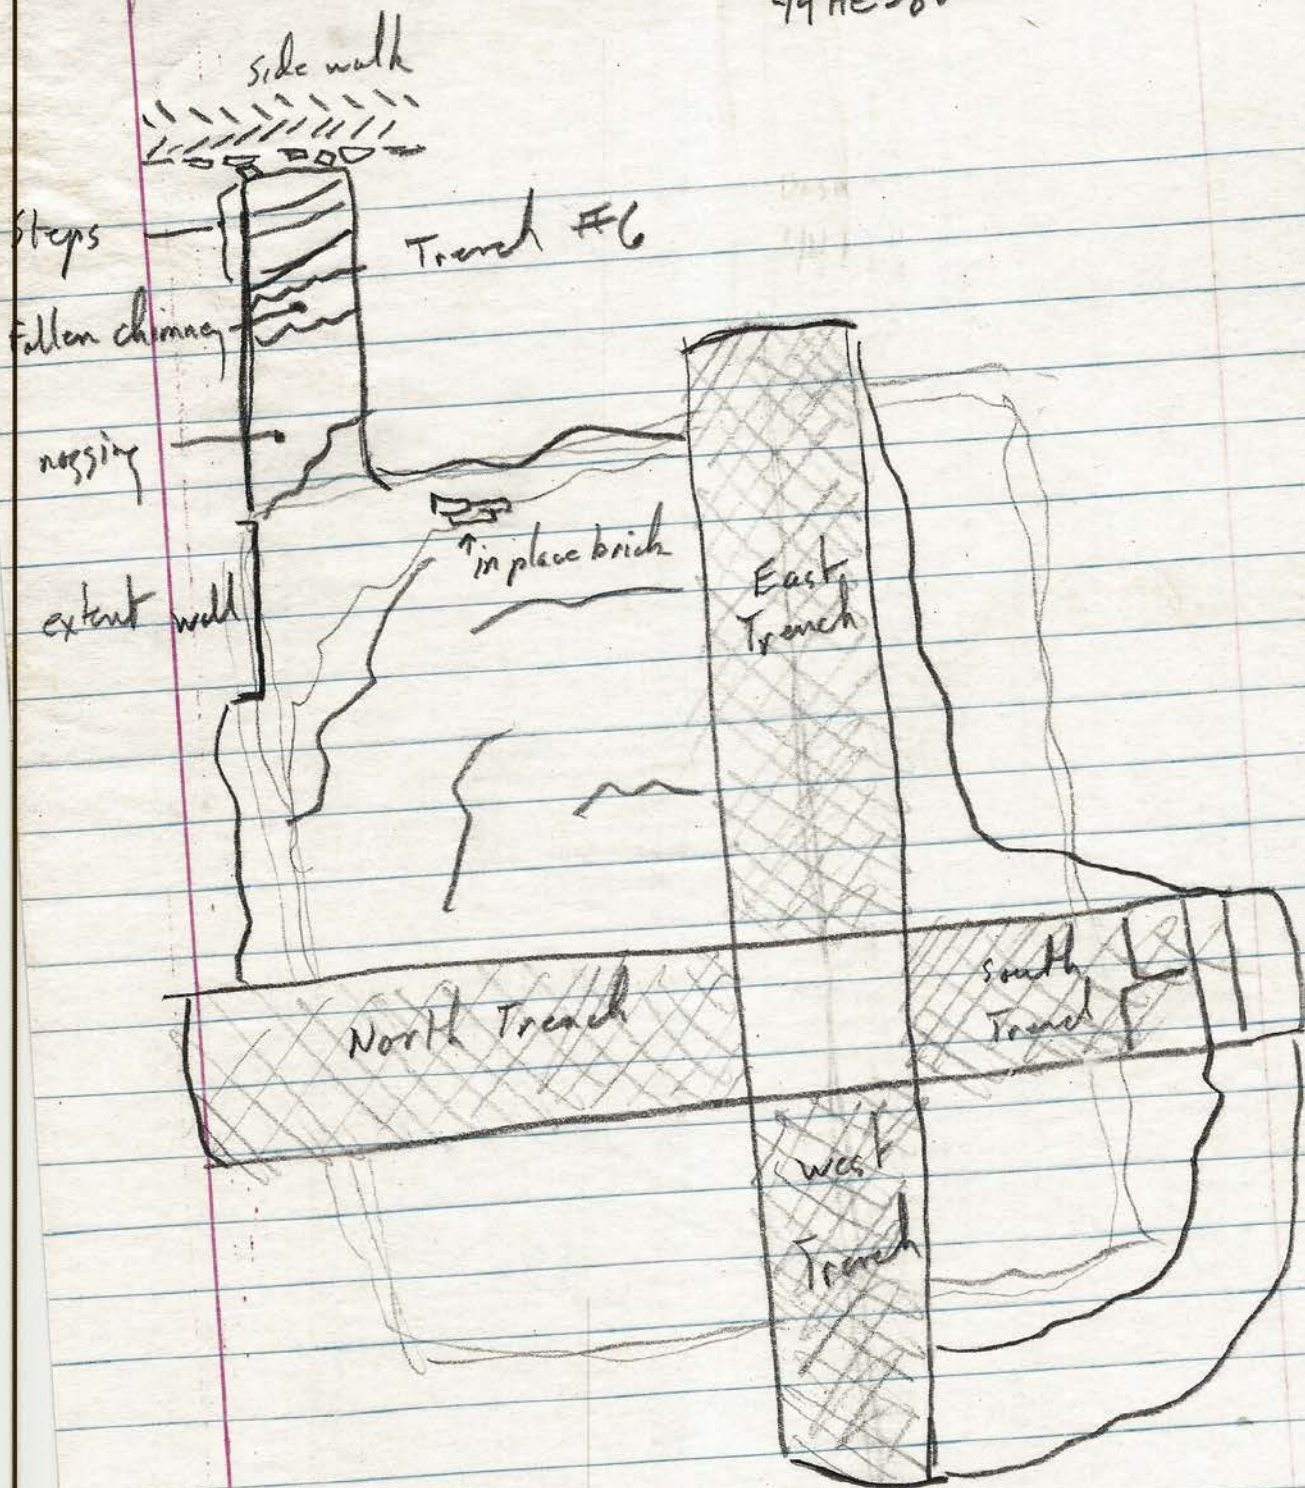 side walk
Steps
Trench #6
Fallen chimney
nogging
↑in place brick
extent wall
East
Trench
North Trench
South
Trench
West
Trench